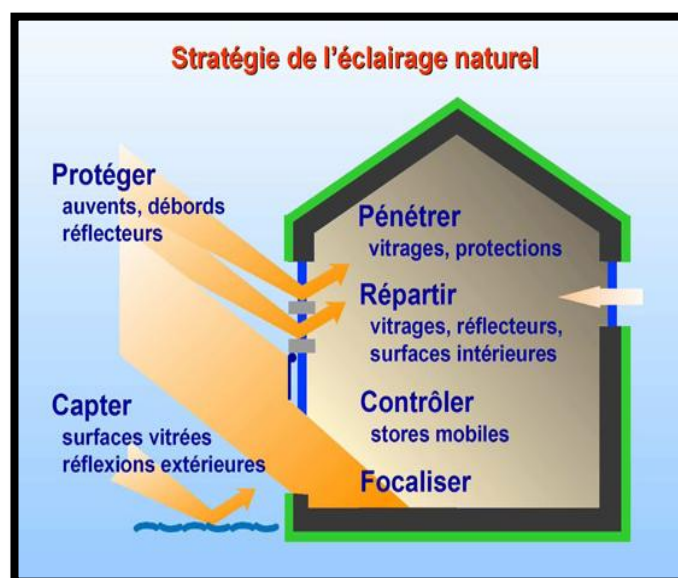 Stratégie de l'éclairage naturel
Protéger
auvents, débords
réflecteurs
Capter
surfaces vitrées
réflexions extérieures
Pénétrer
vitrages, protections
Répartir
vitrages, réflecteurs,
surfaces intérieures
Contrôler
stores mobiles
Focaliser